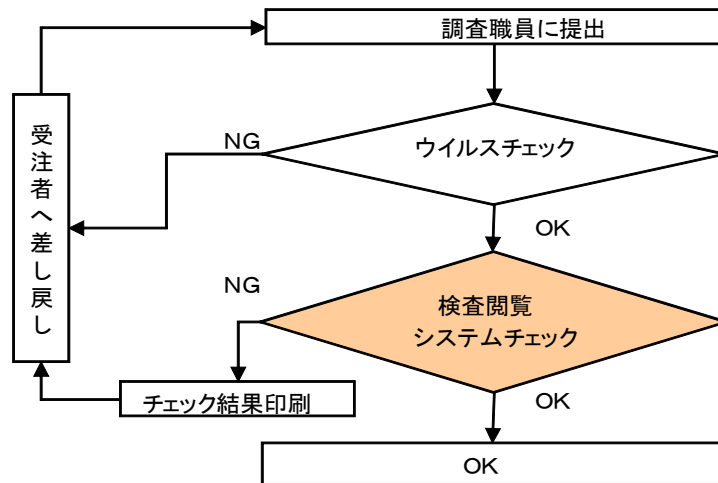 調査職員に提出
ウイルスチェック
NG
OK
受注者へ差し戻し
検査閲覧
システムチェック
NG
OK
チェック結果印刷
OK